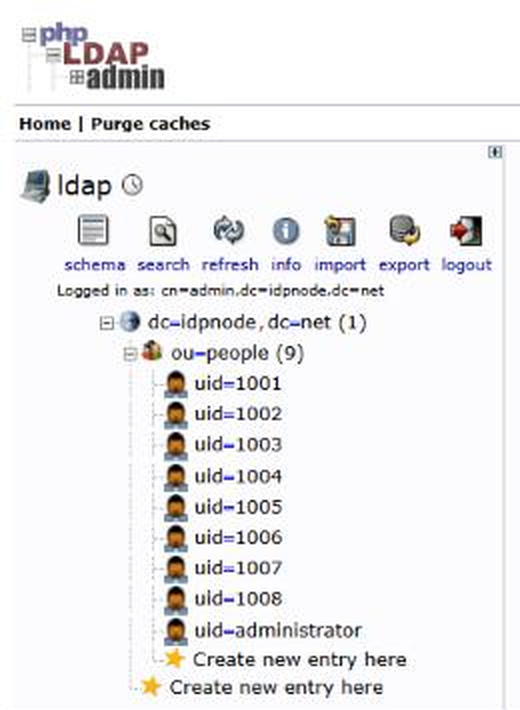 php
LDAP
admin
Home | Purge caches
ldap
schema search refresh info import export logout
Logged in as: cn=admin,dc=idpnode,dc=net
dc=idpnode,dc=net (1)
ou=people (9)
uid=1001
uid=1002
uid=1003
uid=1004
uid=1005
uid=1006
uid=1007
uid=1008
uid=administrator
Create new entry here
Create new entry here